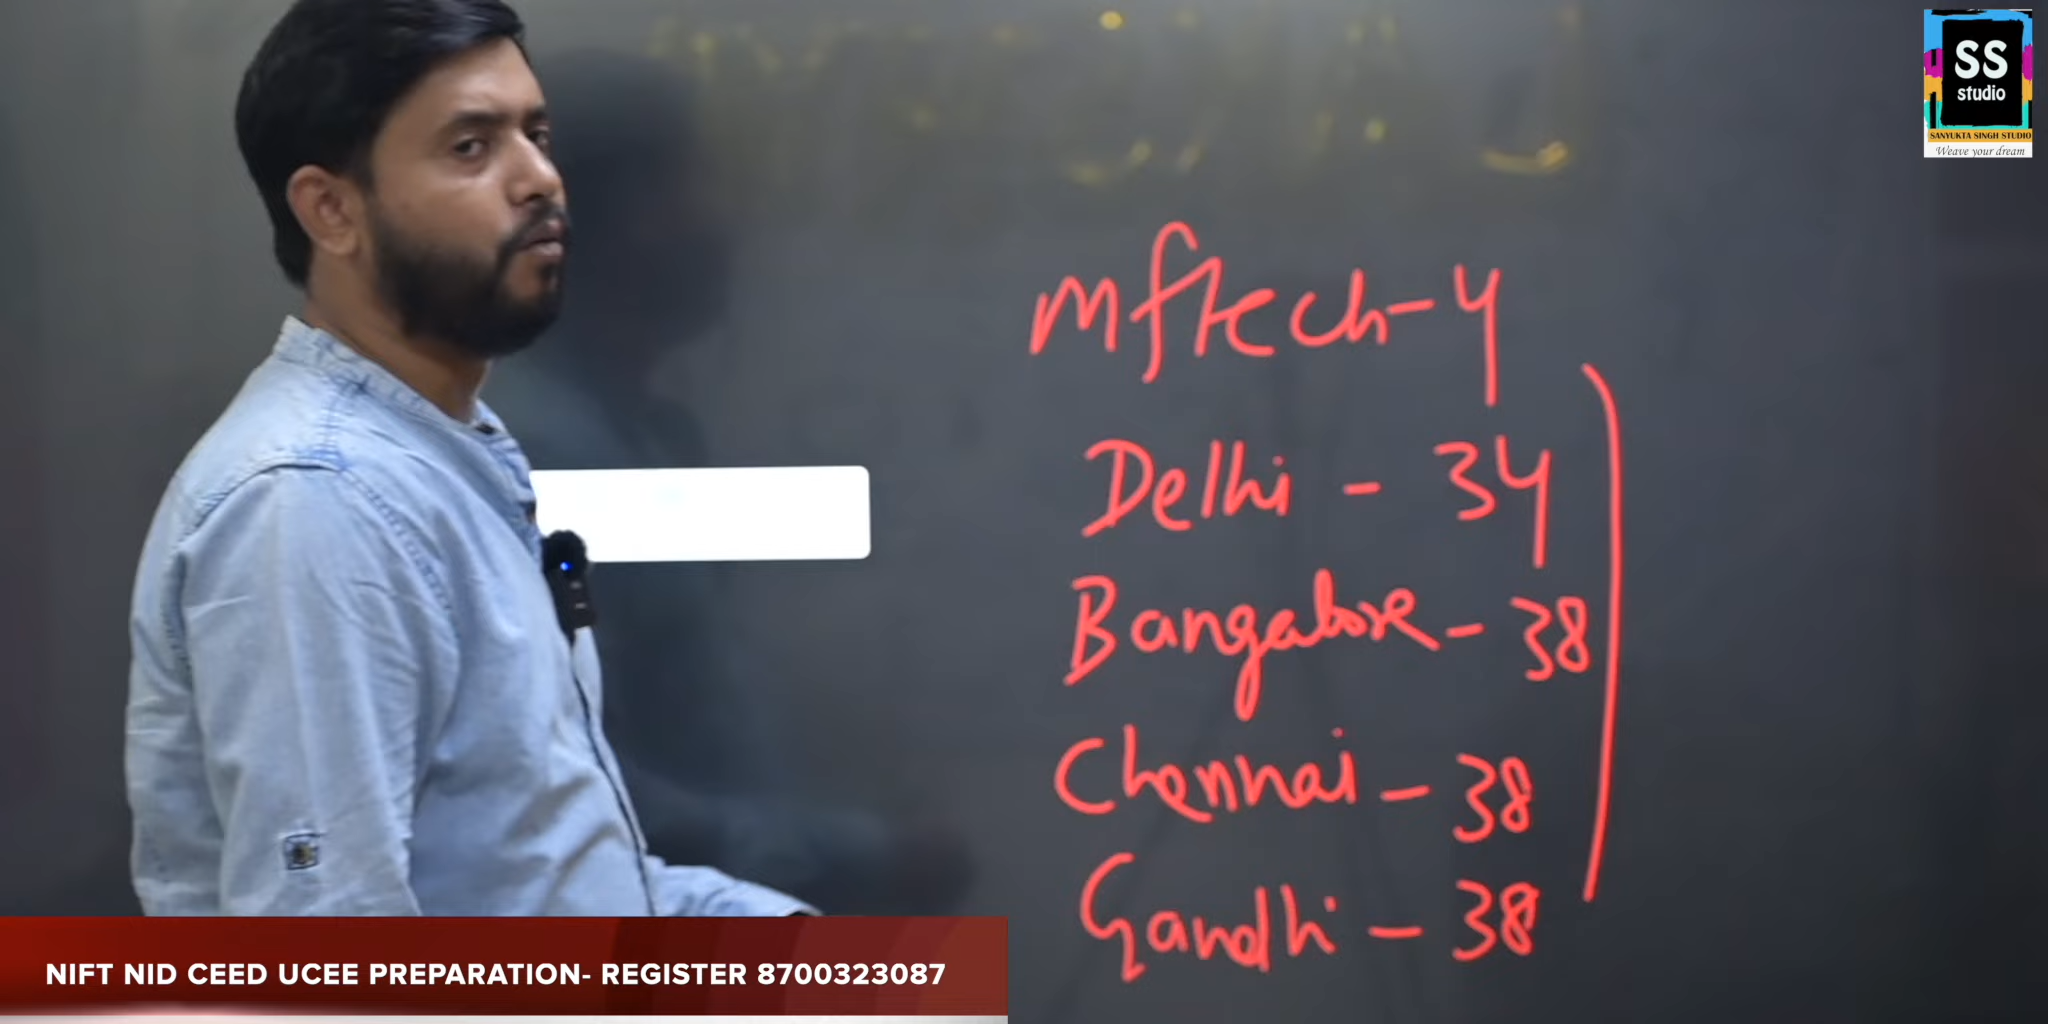 SS
studio
SANYUKTA SINGH STUDIO
Weave your dream
Mftech-4
Delhi - 34
Bangalore - 38
Chennai - 38
Gandhi - 38
NIFT NID CEED UCEE PREPARATION- REGISTER 8700323087